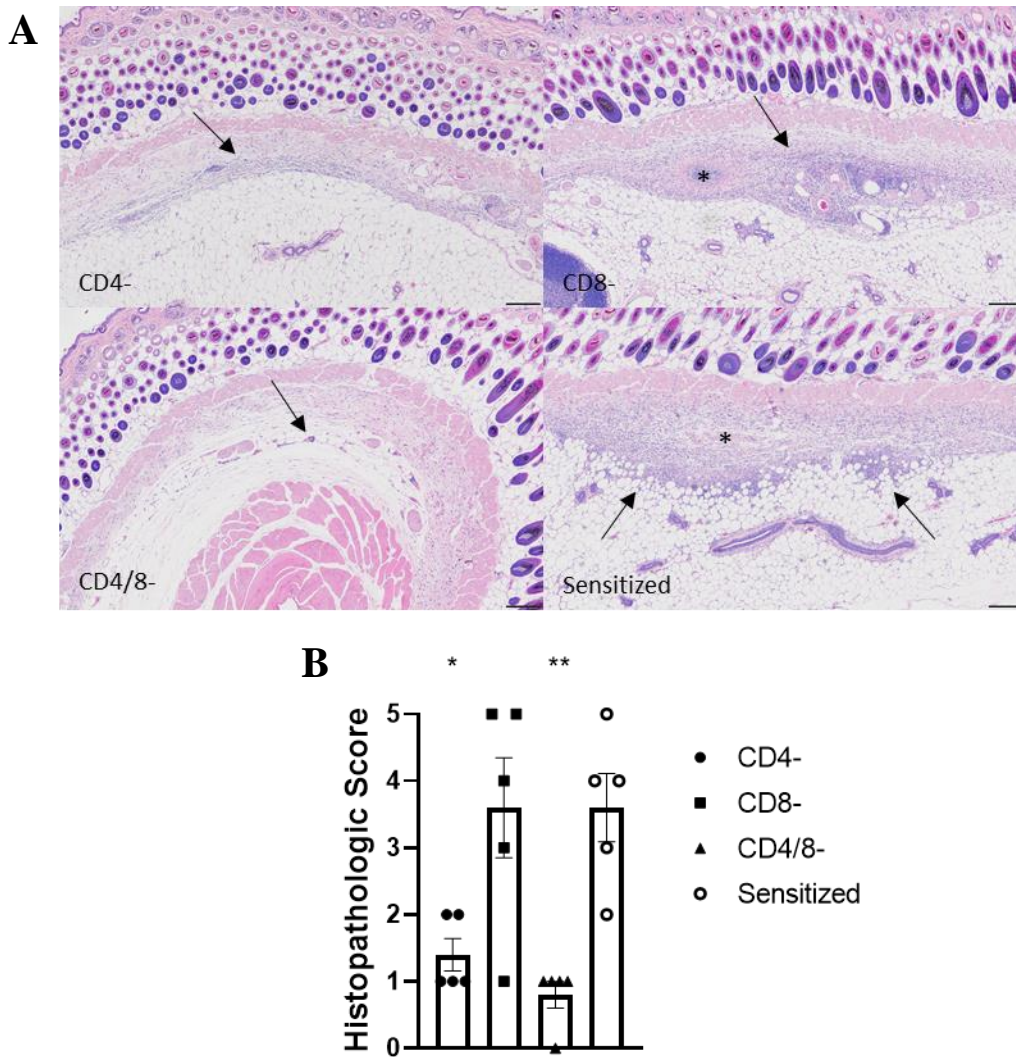 A
CD4-
CD8-
*
CD4/8-
Sensitized
*
B
* **
Histopathologic Score
5
4
3
2
1
0
CD4-
CD8-
CD4/8-
Sensitized